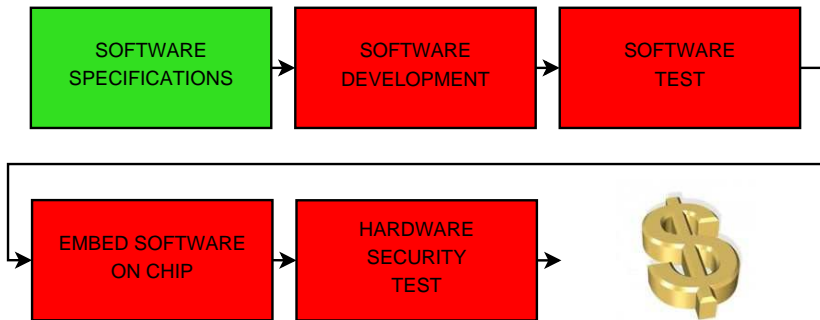 SOFTWARE
SPECIFICATIONS
SOFTWARE
DEVELOPMENT
SOFTWARE
TEST
EMBED SOFTWARE
ON CHIP
HARDWARE
SECURITY
TEST